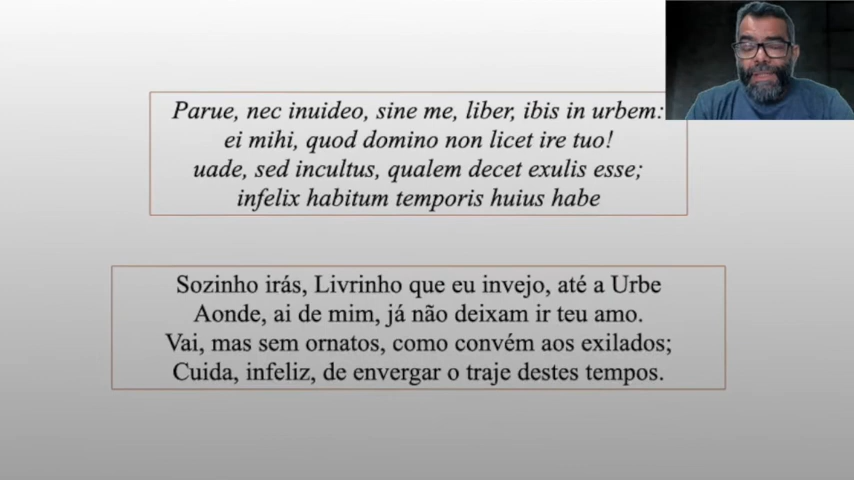 Parue, nec inuideo, sine me, liber, ibis in urbem:
ei mihi, quod domino non licet ire tuo!
uade, sed incultus, qualem decet exulis esse;
infelix habitum temporis huius habe
Sozinho irás, Livrinho que eu invejo, até a Urbe
Aonde, ai de mim, já não deixam ir teu amo.
Vai, mas sem ornatos, como convém aos exilados;
Cuida, infeliz, de envergar o traje destes tempos.